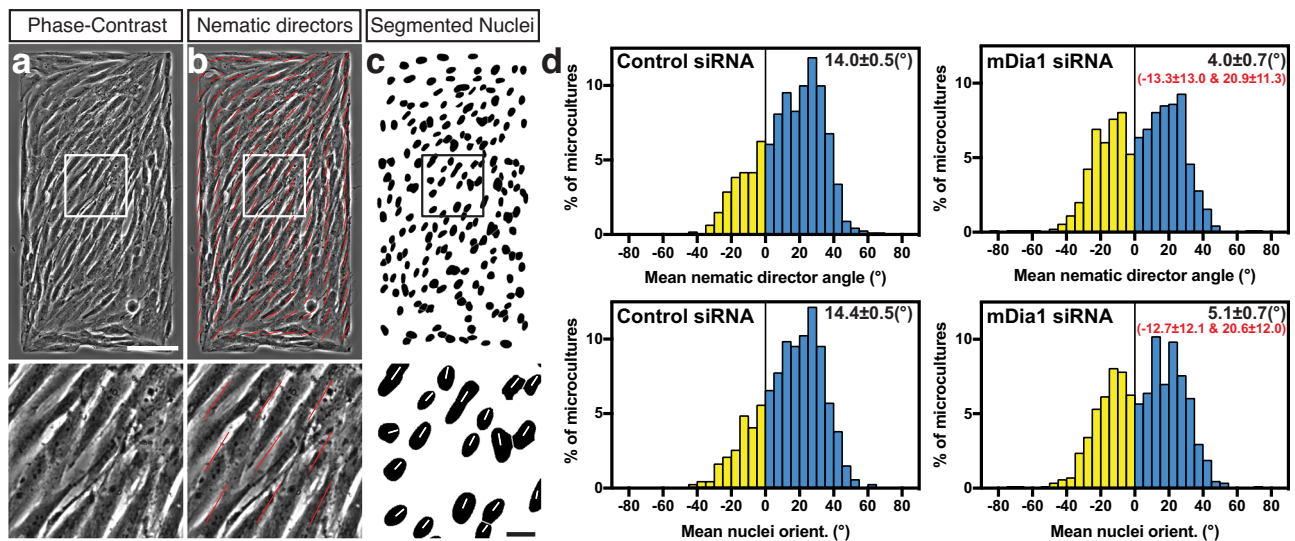 Phase-Contrast
Nematic directors
Segmented Nuclei
a
b
c
d
Control siRNA
14.0±0.5(°)
% of microcultures
10
5
0
-80 -60 -40 -20 0 20 40 60 80
Mean nematic director angle (°)
mDia1 siRNA
4.0±0.7(°)
(-13.3±13.0 & 20.9±11.3)
% of microcultures
10
5
0
-80 -60 -40 -20 0 20 40 60 80
Mean nematic director angle (°)
Control siRNA
14.4±0.5(°)
% of microcultures
10
5
0
-80 -60 -40 -20 0 20 40 60 80
Mean nuclei orient. (°)
mDia1 siRNA
5.1±0.7(°)
(-12.7±12.1 & 20.6±12.0)
% of microcultures
10
5
0
-80 -60 -40 -20 0 20 40 60 80
Mean nuclei orient. (°)